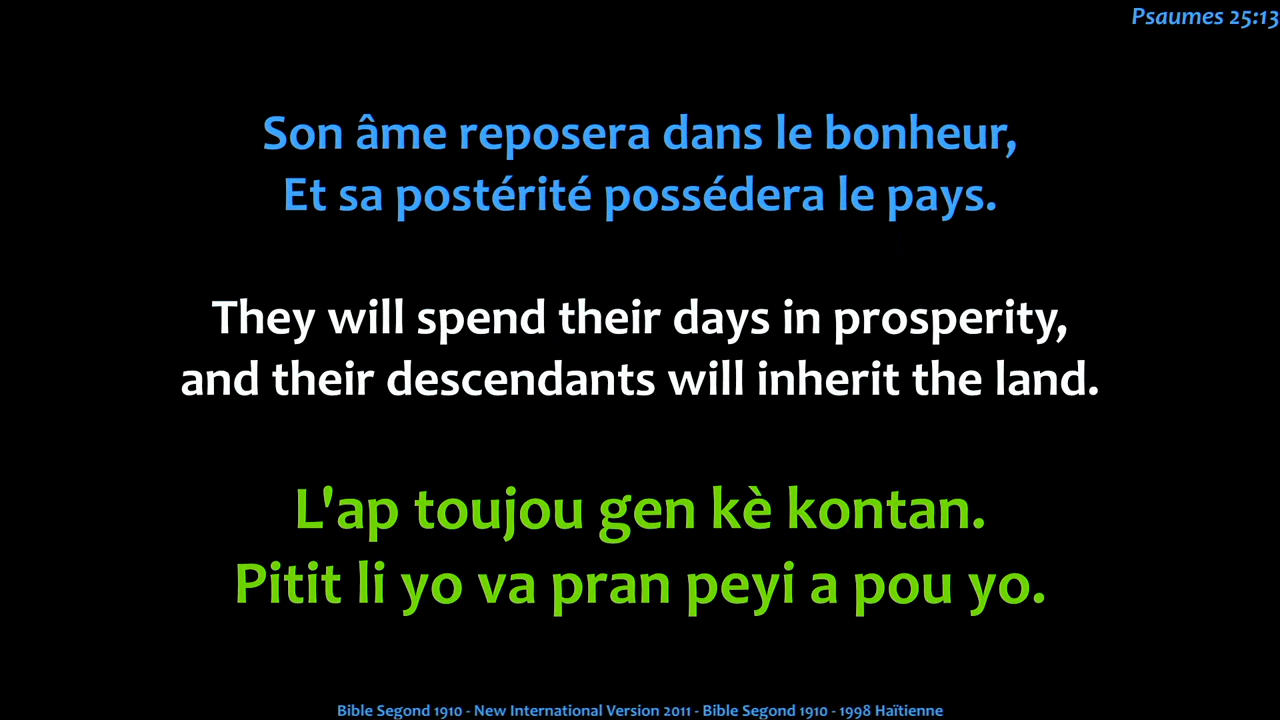 Psaumes 25:13
Son âme reposera dans le bonheur,
Et sa postérité possédera le pays.
They will spend their days in prosperity,
and their descendants will inherit the land.
L'ap toujou gen kè kontan.
Pitit li yo va pran peyi a pou yo.
Bible Segond 1910 - New International Version 2011 - Bible Segond 1910 - 1998 Haïtienne